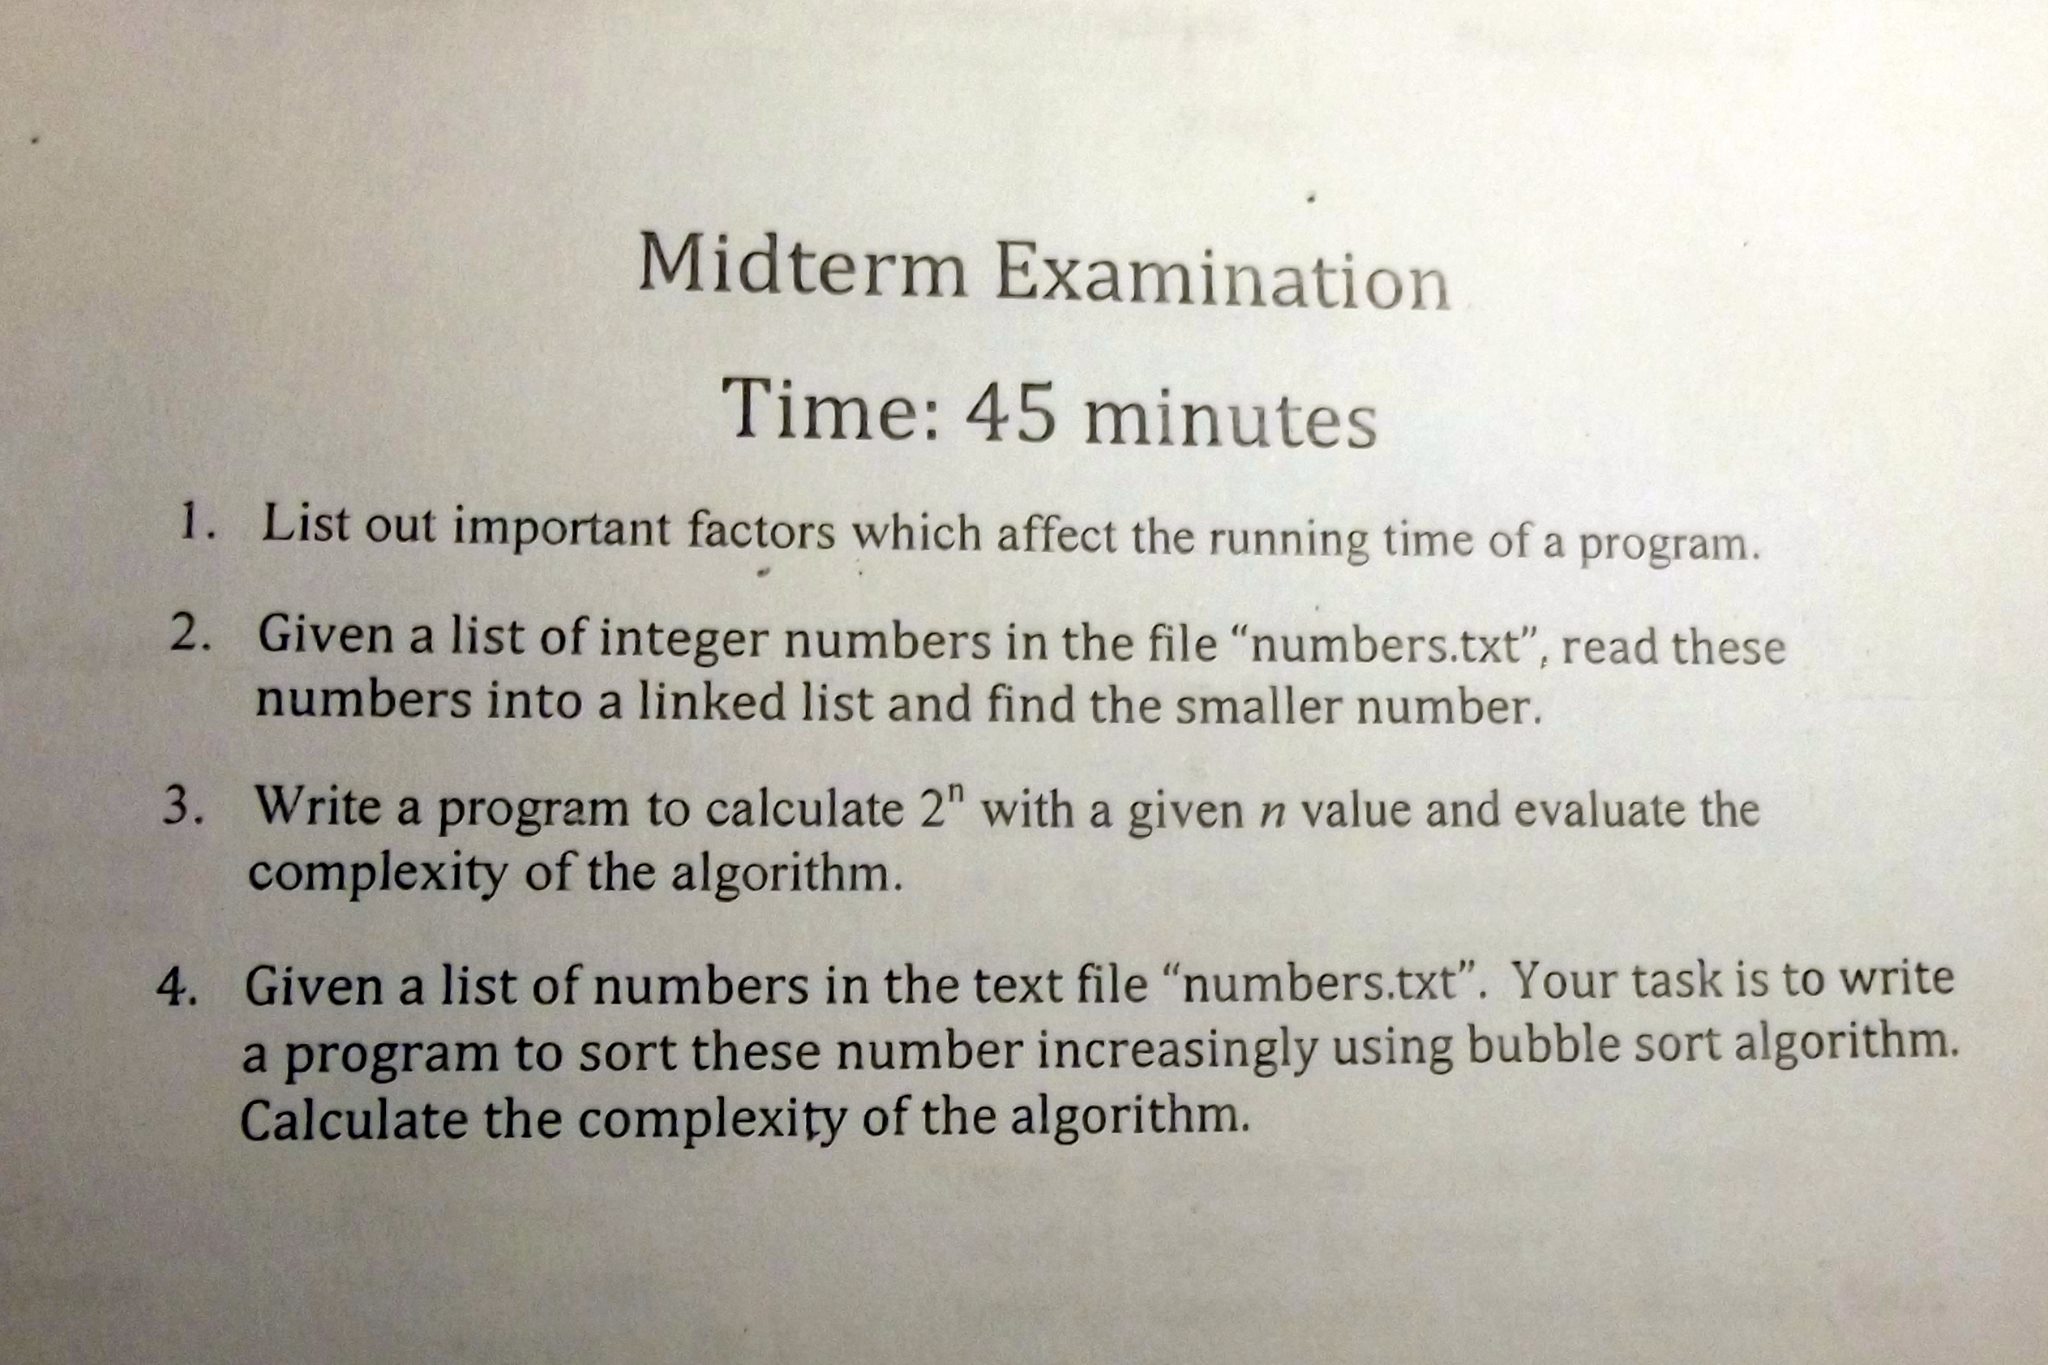 Midterm Examination
Time: 45 minutes
1. List out important factors which affect the running time of a program.
2. Given a list of integer numbers in the file “numbers.txt”, read these
numbers into a linked list and find the smaller number.
3. Write a program to calculate 2ⁿ with a given n value and evaluate the
complexity of the algorithm.
4. Given a list of numbers in the text file “numbers.txt”. Your task is to write
a program to sort these number increasingly using bubble sort algorithm.
Calculate the complexity of the algorithm.